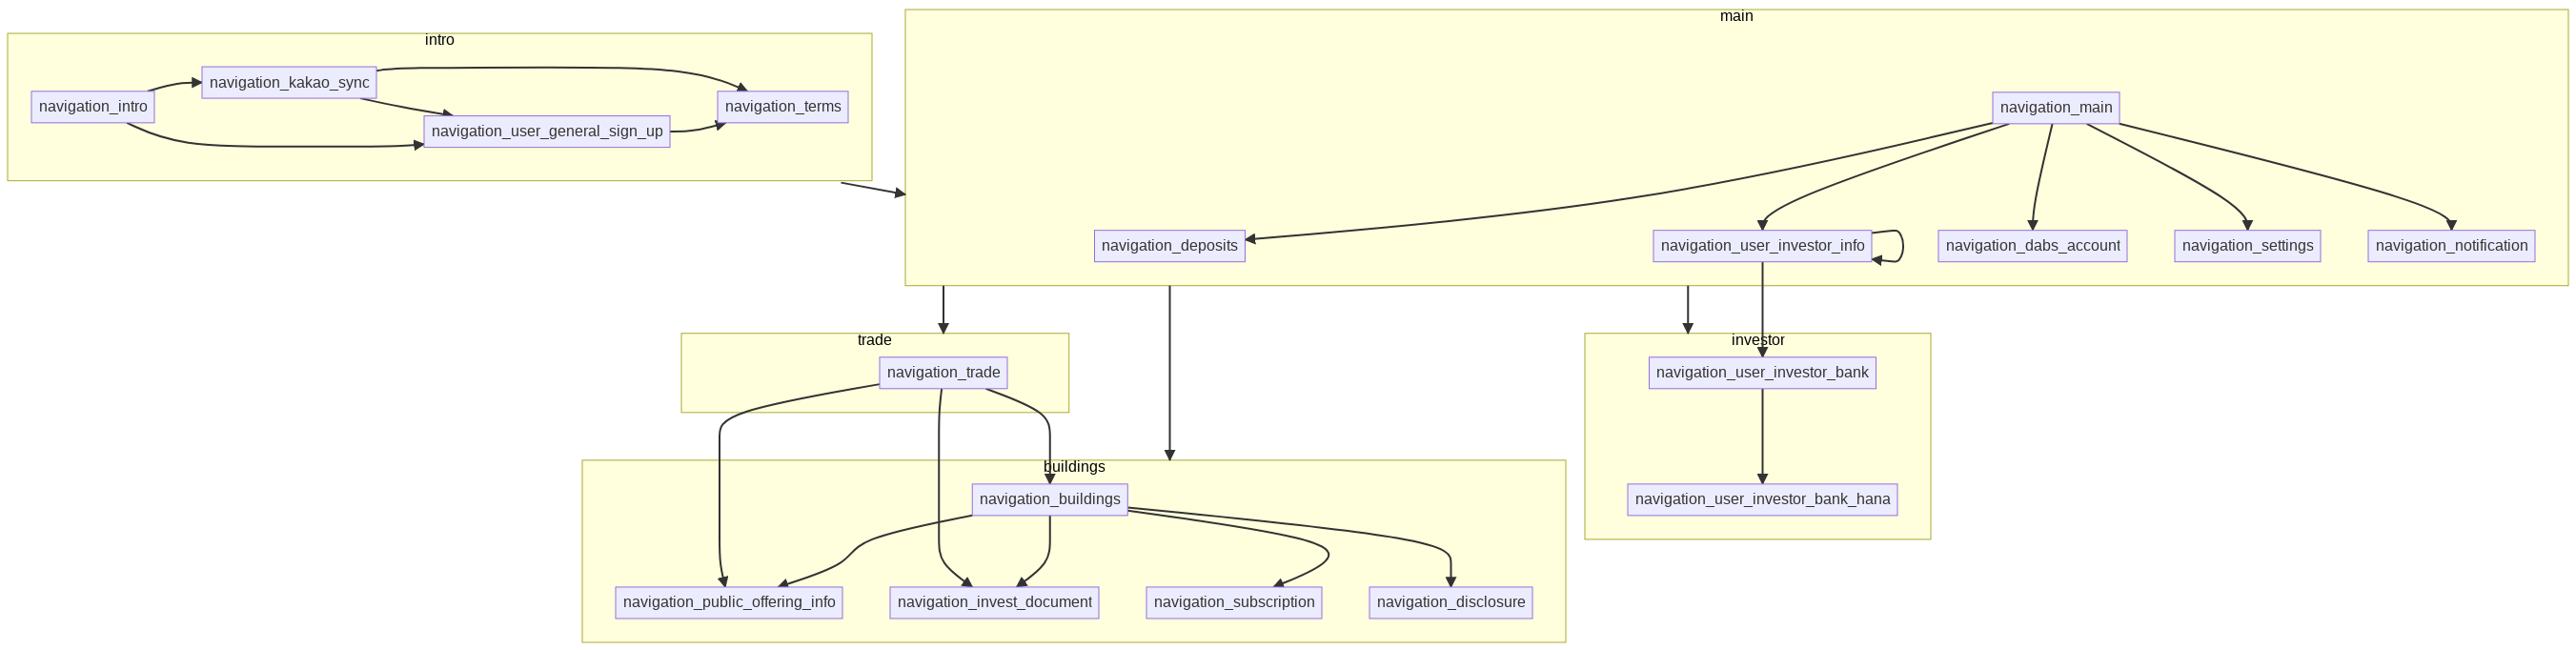 intro
navigation_intro
navigation_kakao_sync
navigation_user_general_sign_up
navigation_terms
main
navigation_main
navigation_deposits
navigation_user_investor_info
navigation_dabs_account
navigation_settings
navigation_notification
trade
navigation_trade
investor
navigation_user_investor_bank
navigation_user_investor_bank_hana
buildings
navigation_buildings
navigation_public_offering_info
navigation_invest_document
navigation_subscription
navigation_disclosure